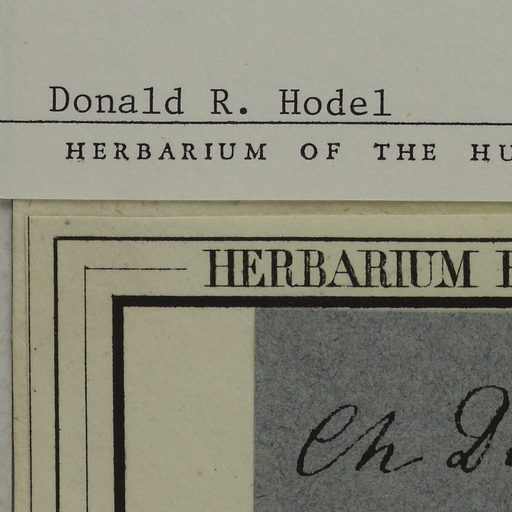 Donald R. Hodel
HERBARIUM OF THE HU
HERBARIUM
Ch